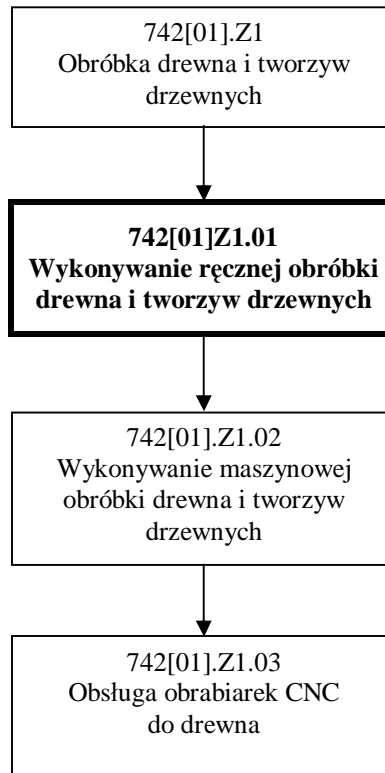 742[01].Z1
Obróbka drewna i tworzyw
drzewnych
742[01]Z1.01
Wykonywanie ręcznej obróbki
drewna i tworzyw drzewnych
742[01].Z1.02
Wykonywanie maszynowej
obróbki drewna i tworzyw
drzewnych
742[01].Z1.03
Obsługa obrabiarek CNC
do drewna